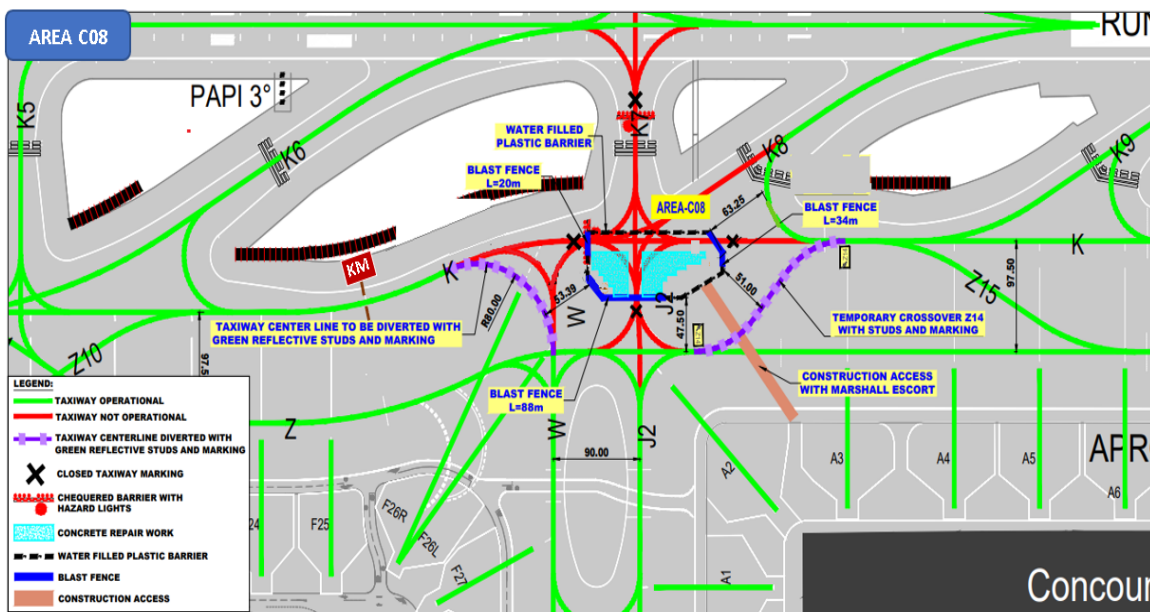 AREA C08
RUN
PAPI 3°
K5
K6
K7
K8
K9
WATER FILLED
PLASTIC BARRIER
BLAST FENCE
L=20m
AREA-C08
63.25
BLAST FENCE
L=34m
KM
K
K
Z15
97.50
R80.00
53.39
W
J2
47.50
51.00
Z14
TAXIWAY CENTER LINE TO BE DIVERTED WITH
GREEN REFLECTIVE STUDS AND MARKING
TEMPORARY CROSSOVER Z14
WITH STUDS AND MARKING
Z10
97.5
CONSTRUCTION ACCESS
WITH MARSHALL ESCORT
BLAST FENCE
L=88m
Z
W
J2
90.00
LEGEND:
TAXIWAY OPERATIONAL
TAXIWAY NOT OPERATIONAL
TAXIWAY CENTERLINE DIVERTED WITH
GREEN REFLECTIVE STUDS AND MARKING
CLOSED TAXIWAY MARKING
CHEQUERED BARRIER WITH
HAZARD LIGHTS
CONCRETE REPAIR WORK
WATER FILLED PLASTIC BARRIER
BLAST FENCE
CONSTRUCTION ACCESS
24
F25
F26R
F26L
F27
A1
A2
A3
A4
A5
A6
APR
Concour